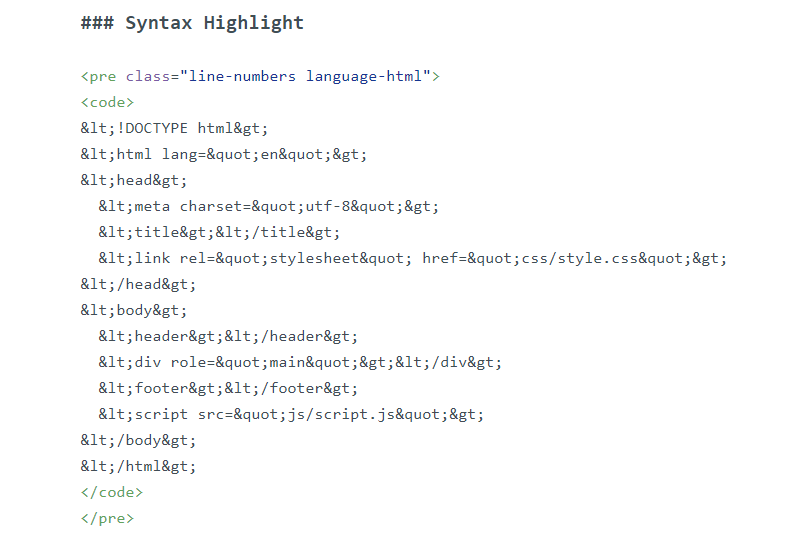 ### Syntax Highlight
<pre class="line-numbers language-html">
<code>
&lt;!DOCTYPE html&gt;
&lt;html lang=&quot;en&quot;&gt;
&lt;head&gt;
  &lt;meta charset=&quot;utf-8&quot;&gt;
  &lt;title&gt;&lt;/title&gt;
  &lt;link rel=&quot;stylesheet&quot; href=&quot;css/style.css&quot;&gt;
&lt;/head&gt;
&lt;body&gt;
  &lt;header&gt;&lt;/header&gt;
  &lt;div role=&quot;main&quot;&gt;&lt;/div&gt;
  &lt;footer&gt;&lt;/footer&gt;
  &lt;script src=&quot;js/script.js&quot;&gt;
&lt;/body&gt;
&lt;/html&gt;
</code>
</pre>